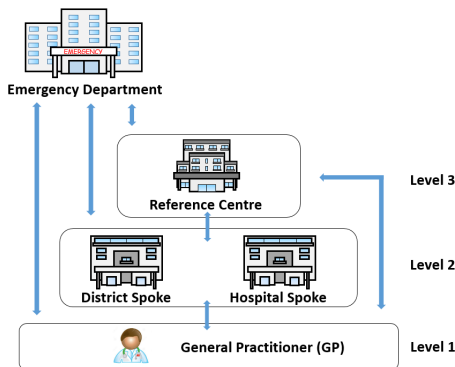 EMERGENCY
Emergency Department
Reference Centre
Level 3
District Spoke
Hospital Spoke
Level 2
General Practitioner (GP)
Level 1